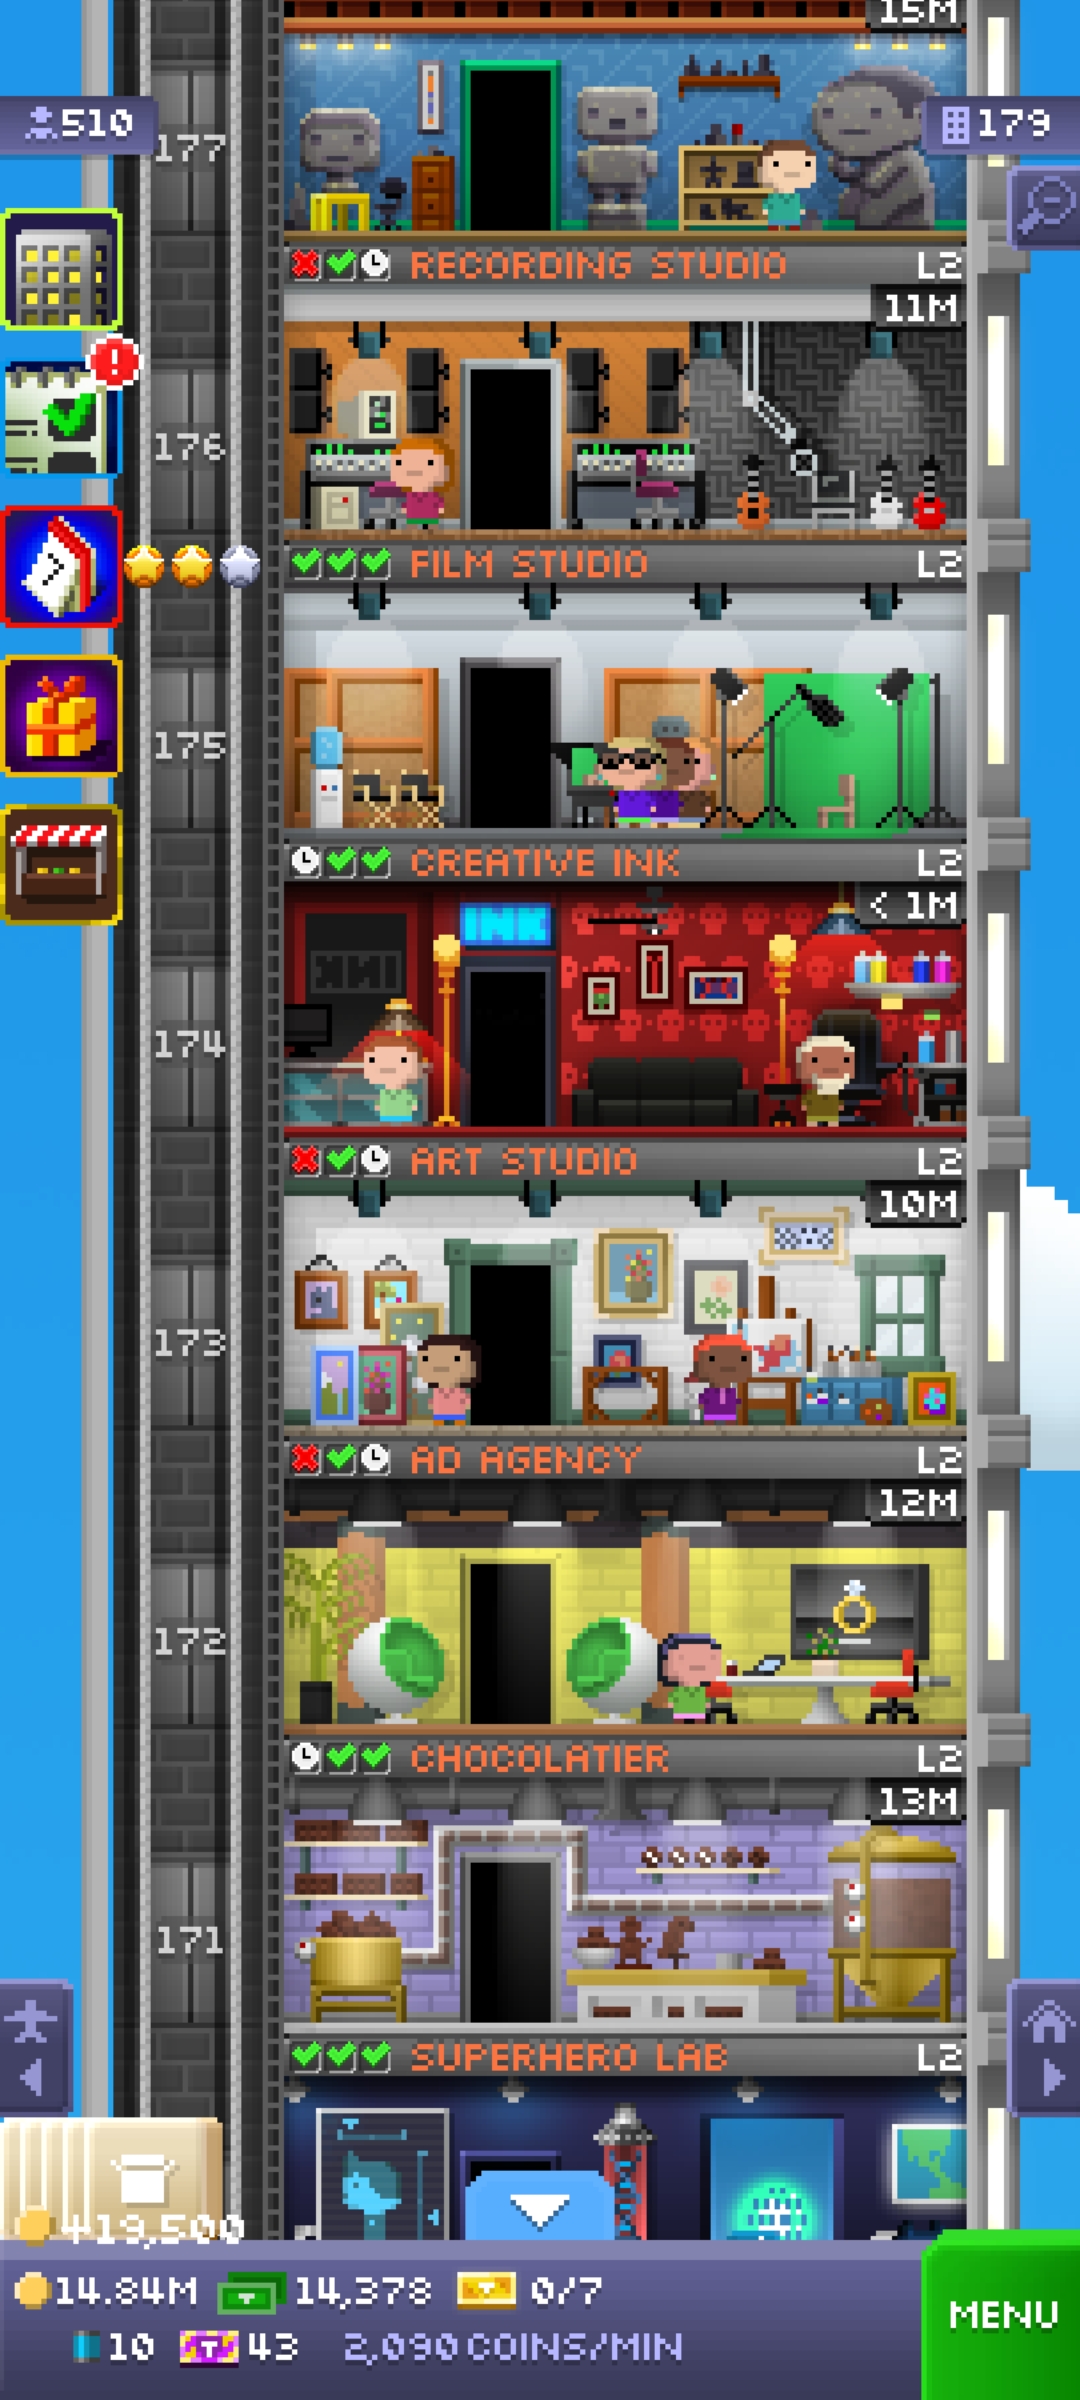 15M
510
179
177
RECORDING STUDIO L2
11M
176
FILM STUDIO L2
175
CREATIVE INK L2
< 1M
INK
INK
174
ART STUDIO L2
10M
173
AD AGENCY L2
12M
172
CHOCOLATIER L2
13M
171
SUPERHERO LAB L2
+19,500
14.84M 14,378 0/7
MENU
10 43 2,090 COINS/MIN